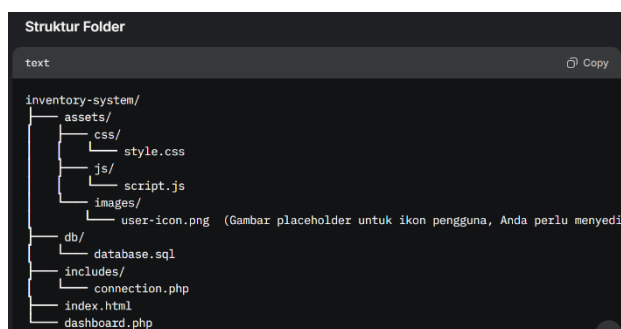 Struktur Folder
text Copy
inventory-system/
├── assets/
│   ├── css/
│   │   └── style.css
│   ├── js/
│   │   └── script.js
│   └── images/
│       └── user-icon.png  (Gambar placeholder untuk ikon pengguna, Anda perlu menyedi
├── db/
│   └── database.sql
├── includes/
│   └── connection.php
├── index.html
└── dashboard.php